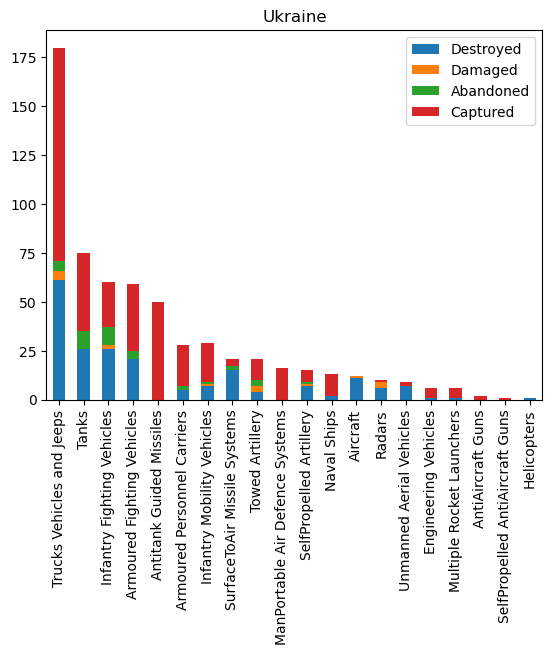 Ukraine
Destroyed
Damaged
Abandoned
Captured
175
150
125
100
75
50
25
0
Trucks Vehicles and Jeeps
Tanks
Infantry Fighting Vehicles
Armoured Fighting Vehicles
Antitank Guided Missiles
Armoured Personnel Carriers
Infantry Mobility Vehicles
SurfaceToAir Missile Systems
Towed Artillery
ManPortable Air Defence Systems
SelfPropelled Artillery
Naval Ships
Aircraft
Radars
Unmanned Aerial Vehicles
Engineering Vehicles
Multiple Rocket Launchers
AntiAircraft Guns
SelfPropelled AntiAircraft Guns
Helicopters